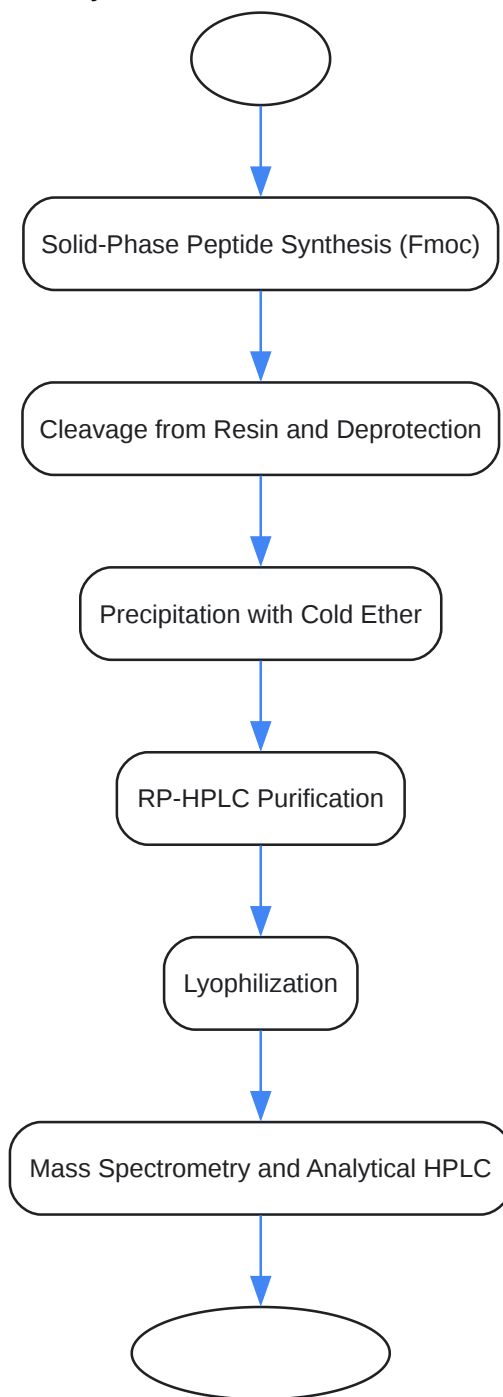 Solid-Phase Peptide Synthesis (Fmoc)
Cleavage from Resin and Deprotection
Precipitation with Cold Ether
RP-HPLC Purification
Lyophilization
Mass Spectrometry and Analytical HPLC